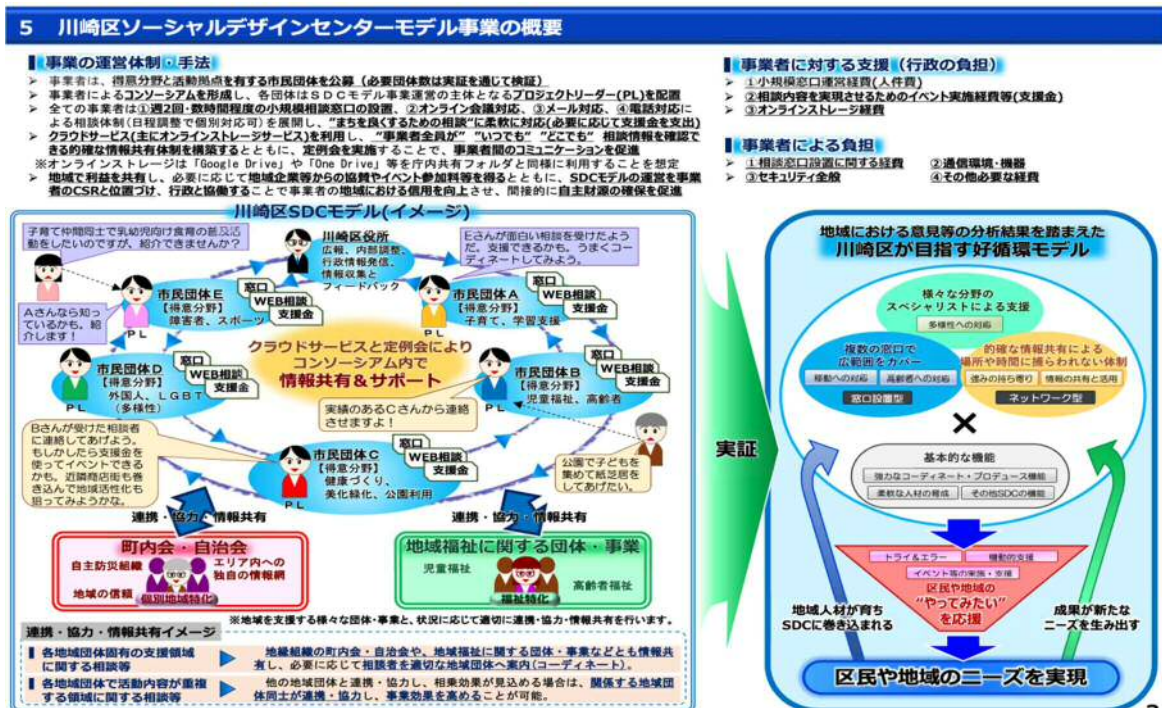 5 川崎区ソーシャルデザインセンターモデル事業の概要
事業の運営体制・手法
➢ 事業者は、得意分野と活動拠点を有する市民団体を公募（必要団体数は実証を通じて検証）
➢ 事業者によるコンソーシアムを形成し、各団体はＳＤＣモデル事業運営の主体となるプロジェクトリーダー(PL)を配置
➢ 全ての事業者は①週2回・数時間程度の小規模相談窓口の設置、②オンライン会議対応、③メール対応、④電話対応に
よる相談体制（日程調整で個別対応可）を展開し、"まちを良くするための相談"に柔軟に対応(必要に応じて支援金を支出)
➢ クラウドサービス(主にオンラインストレージサービス)を利用し、"事業者全員が" "いつでも" "どこでも" 相談情報を確認で
きる的確な情報共有体制を構築するとともに、定例会を実施することで、事業者間のコミュニケーションを促進
※オンラインストレージは「Google Drive」や「One Drive」等を庁内共有フォルダと同様に利用することを想定
➢ 地域で利益を共有し、必要に応じて地域企業等からの協賛やイベント参加料等を得るとともに、SDCモデルの運営を事業
者のCSRと位置づけ、行政と協働することで事業者の地域における信用を向上させ、間接的に自主財源の確保を促進
事業者に対する支援（行政の負担）
➢ ①小規模窓口運営経費(人件費)
➢ ②相談内容を実現させるためのイベント実施経費等(支援金)
➢ ③オンラインストレージ経費
事業者による負担
➢ ①相談窓口設置に関する経費 ②通信環境・機器
➢ ③セキュリティ全般 ④その他必要な経費
川崎区SDCモデル(イメージ)
子育て仲間同士で乳幼児向け食育の普及活
動をしたいのですが、紹介できませんか？
川崎区役所
広報、内部調整、
行政情報発信、
情報収集と
フィードバック
Eさんが面白い相談を受けたよう
だ。支援できるかも。うまくコー
ディネートしてみよう。
市民団体E
【得意分野】
障害者、スポーツ
窓口
WEB相談
支援金
PL
Aさんなら知っ
ているかも。紹
介します！
市民団体A
【得意分野】
子育て、学習支援
窓口
WEB相談
支援金
PL
クラウドサービスと定例会により
コンソーシアム内で
情報共有＆サポート
市民団体D
【得意分野】
外国人、ＬＧＢＴ
(多様性)
窓口
WEB相談
支援金
PL
市民団体B
【得意分野】
児童福祉、高齢者
窓口
WEB相談
支援金
PL
実績のあるCさんから連絡
させますよ！
Bさんが受けた相談者
に連絡してあげよう。
もしかしたら支援金を
使ってイベントできる
かも。近隣商店街も巻
き込んで地域活性化も
狙ってみようかな。
市民団体C
【得意分野】
健康づくり、
美化緑化、公園利用
窓口
WEB相談
支援金
PL
公園で子どもを
集めて紙芝居を
してあげたい。
連携・協力・情報共有
連携・協力・情報共有
町内会・自治会
自主防災組織
エリア内への
独自の情報網
地域の信頼
個別地域特化
地域福祉に関する団体・事業
児童福祉
高齢者福祉
福祉特化
※地域を支援する様々な団体・事業と、状況に応じて適切に連携・協力・情報共有を行います。
連携・協力・情報共有イメージ
各地域団体固有の支援領域
に関する相談等
地縁組織の町内会・自治会や、地域福祉に関する団体・事業などとも情報共
有し、必要に応じて相談者を適切な地域団体へ案内(コーディネート)。
各地域団体で活動内容が重複
する領域に関する相談等
他の地域団体と連携・協力し、相乗効果が見込める場合は、関係する地域団
体同士が連携・協力し、事業効果を高めることが可能。
実証
地域における意見等の分析結果を踏まえた
川崎区が目指す好循環モデル
様々な分野の
スペシャリストによる支援
多様性への対応
複数の窓口で
広範囲をカバー
移動への対応 高齢者への対応
窓口設置型
的確な情報共有による
場所や時間に捕らわれない体制
強みの持ち寄り 情報の共有と活用
ネットワーク型
×
基本的な機能
強力なコーディネート・プロデュース機能
柔軟な人材の育成 その他SDCの機能
トライ＆エラー 機動的支援
イベント等の実施・支援
区民や地域の
"やってみたい"
を応援
地域人材が育ち
SDCに巻き込まれる
成果が新たな
ニーズを生み出す
区民や地域のニーズを実現